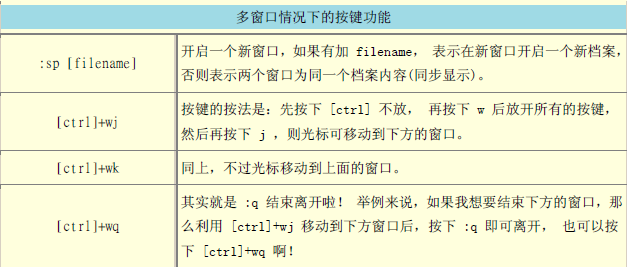 多窗口情况下的按键功能
:sp [filename]
开启一个新窗口，如果有加 filename， 表示在新窗口开启一个新档案，
否则表示两个窗口为同一个档案内容(同步显示)。
[ctrl]+wj
按键的按法是：先按下 [ctrl] 不放， 再按下 w 后放开所有的按键，
然后再按下 j ，则光标可移动到下方的窗口。
[ctrl]+wk
同上，不过光标移动到上面的窗口。
[ctrl]+wq
其实就是 :q 结束离开啦！ 举例来说，如果我想要结束下方的窗口，那
么利用 [ctrl]+wj 移动到下方窗口后，按下 :q 即可离开， 也可以按
下 [ctrl]+wq 啊！